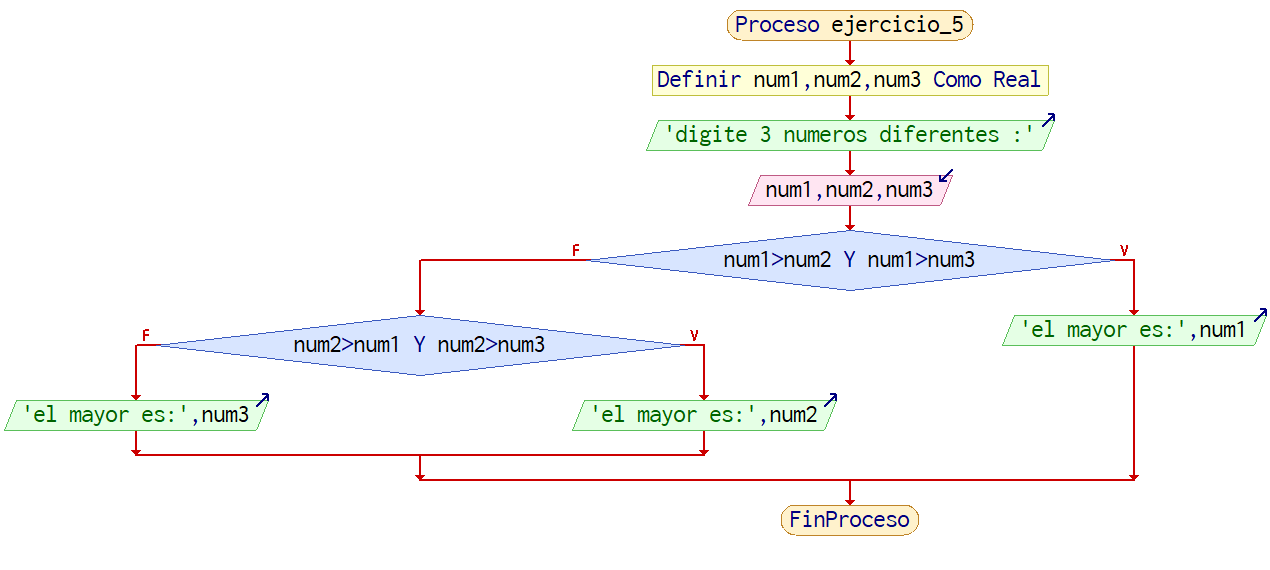 Proceso ejercicio_5
Definir num1,num2,num3 Como Real
'digite 3 numeros diferentes :'
num1,num2,num3
F
num1>num2 Y num1>num3
V
F
num2>num1 Y num2>num3
V
'el mayor es:',num1
'el mayor es:',num3
'el mayor es:',num2
FinProceso